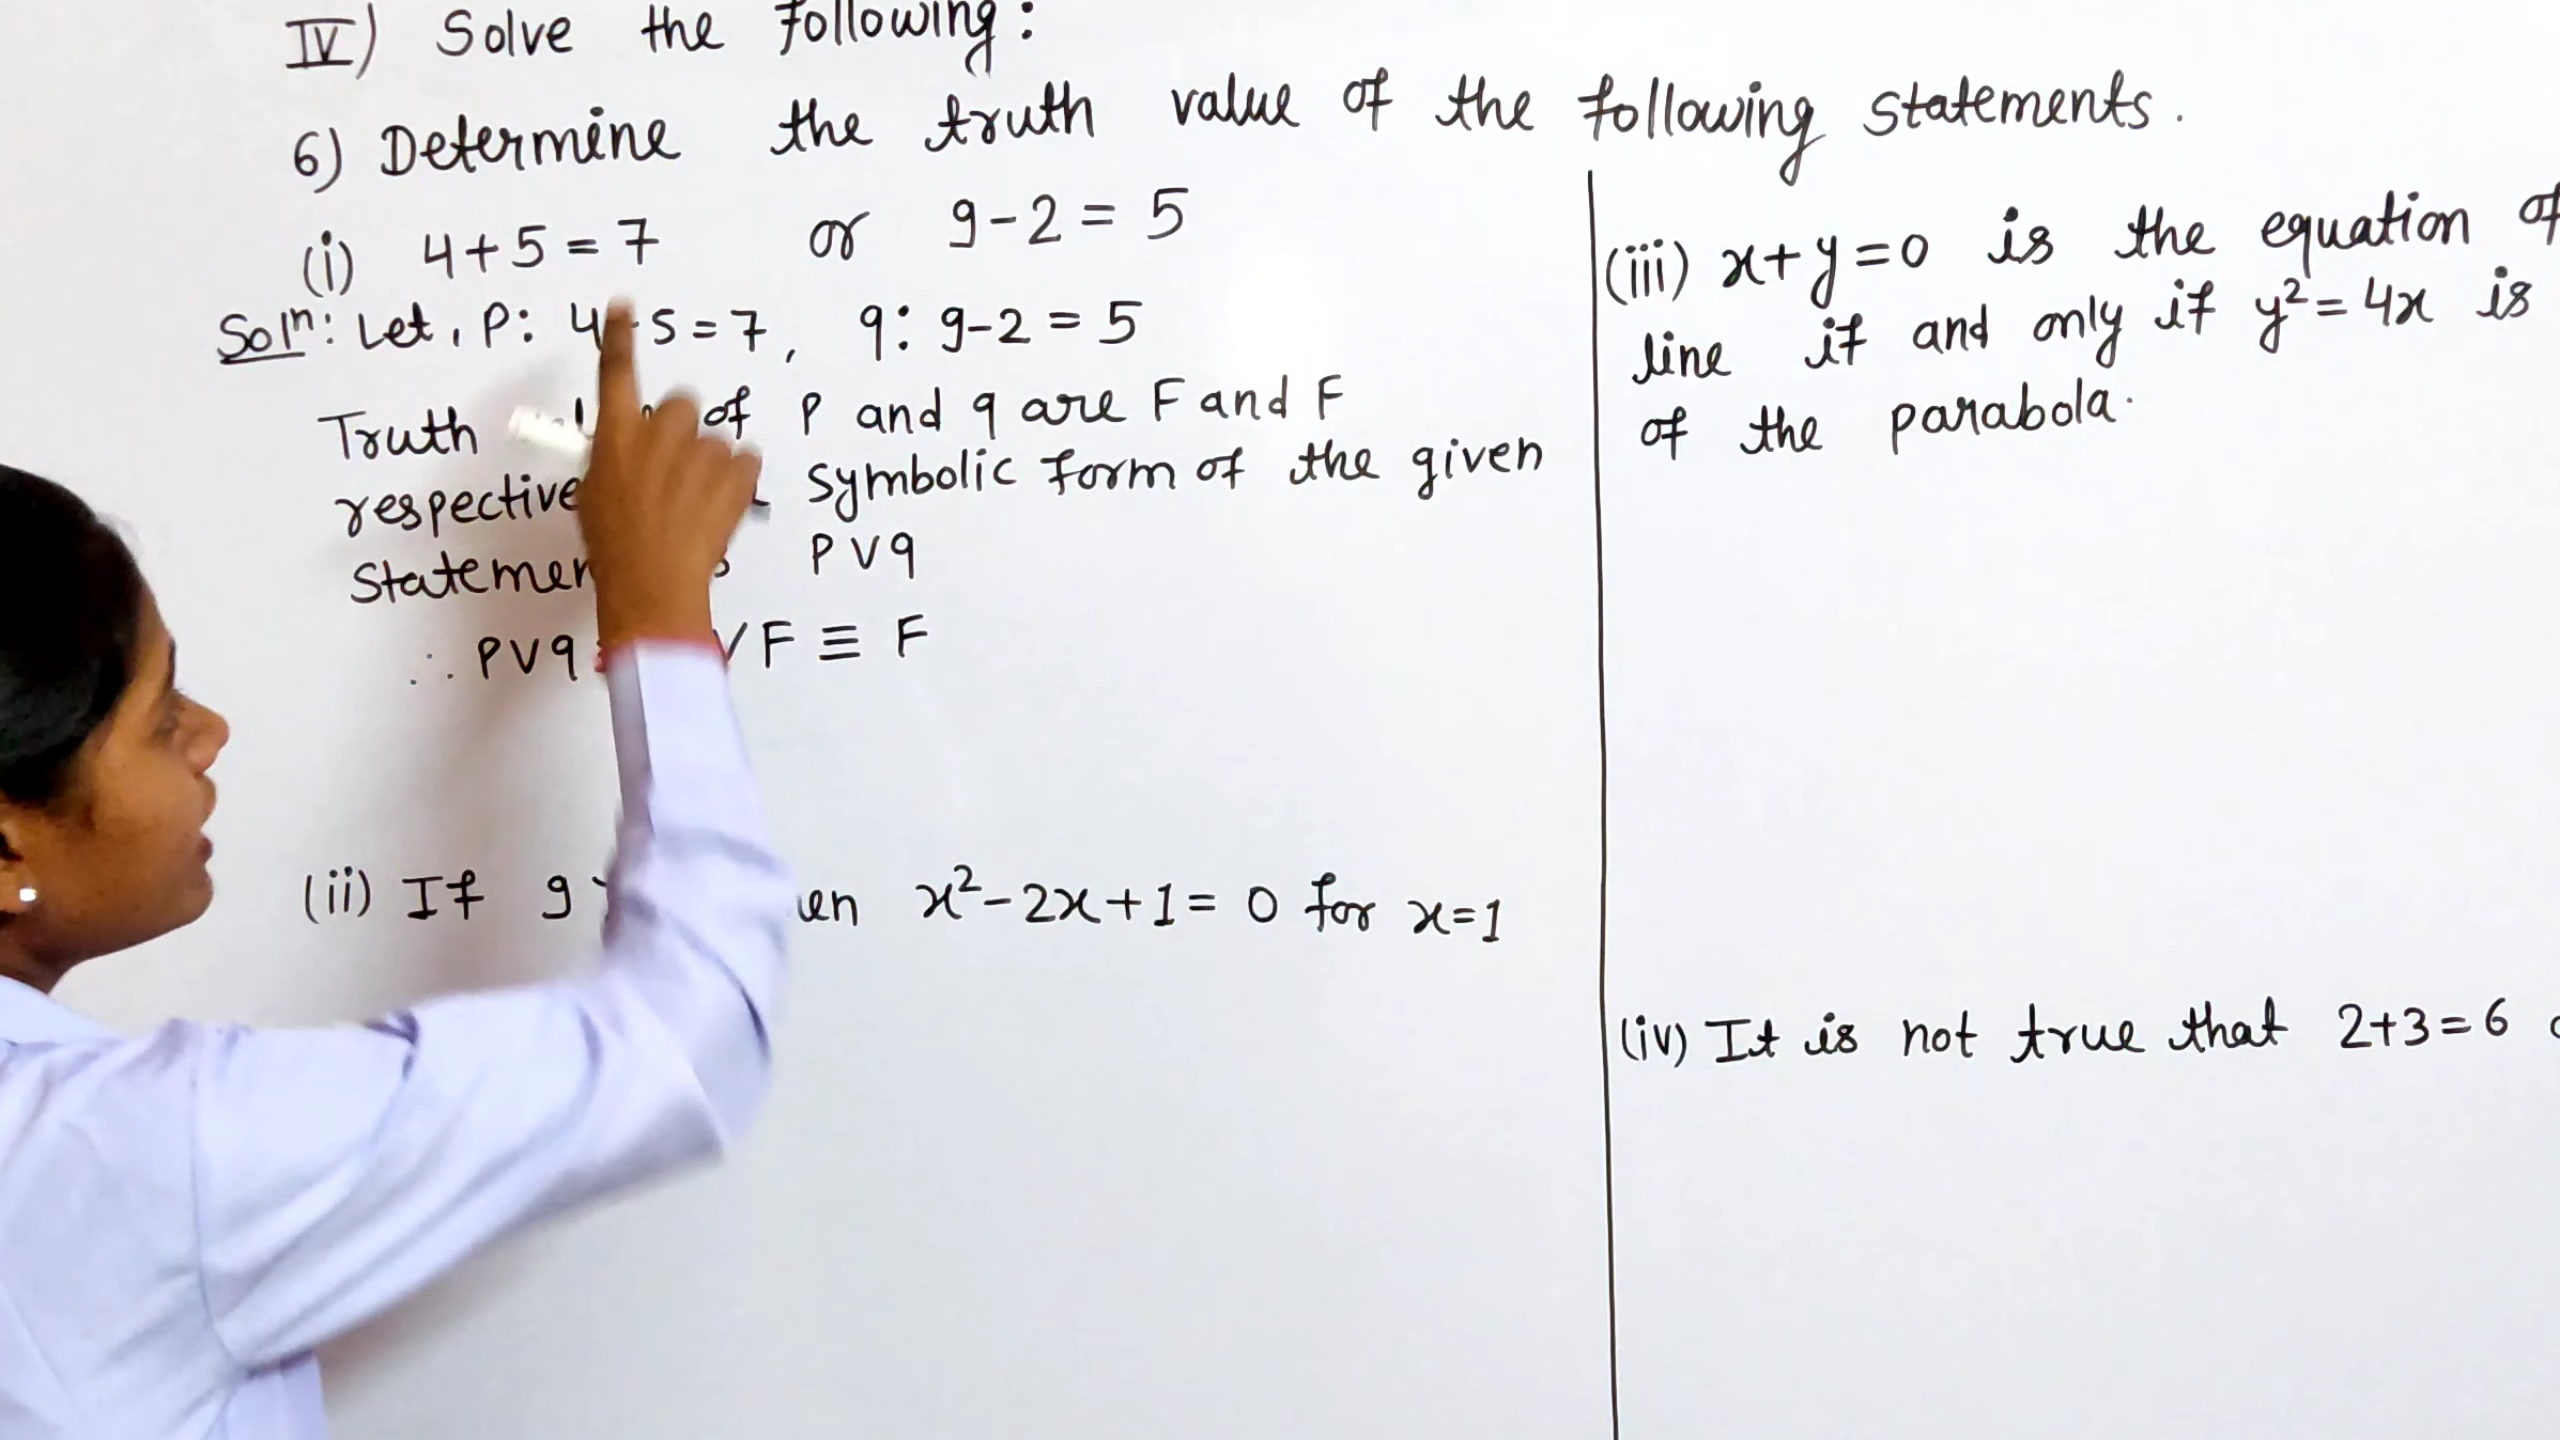 IV) Solve the following:
6) Determine the truth value of the following statements.
(i) 4+5=7 or 9-2=5
Solⁿ: Let, P: 4 5=7, q: 9-2=5
Truth of P and q are F and F
respective symbolic form of the given
Statemen P∨q
∴ P∨q ∨ F ≡ F
(ii) If 9 en x²-2x+1=0 for x=1
(iii) x+y=0 is the equation of
line if and only if y²=4x is
of the parabola.
(iv) It is not true that 2+3=6